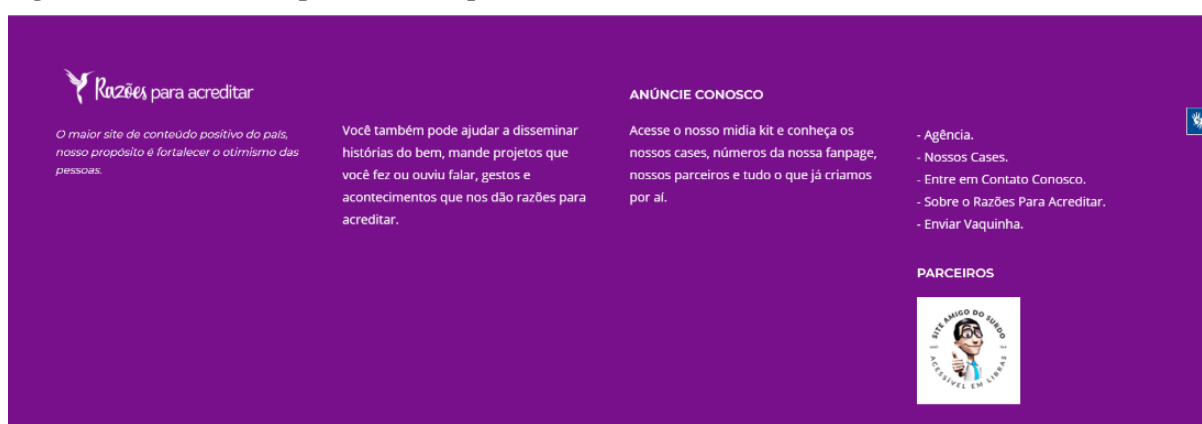 Razões para acreditar
O maior site de conteúdo positivo do país,
nosso propósito é fortalecer o otimismo das
pessoas.
Você também pode ajudar a disseminar
histórias do bem, mande projetos que
você fez ou ouviu falar, gestos e
acontecimentos que nos dão razões para
acreditar.
ANÚNCIE CONOSCO
Acesse o nosso midia kit e conheça os
nossos cases, números da nossa fanpage,
nossos parceiros e tudo o que já criamos
por aí.
- Agência.
- Nossos Cases.
- Entre em Contato Conosco.
- Sobre o Razões Para Acreditar.
- Enviar Vaquinha.
PARCEIROS
SITE AMIGO DO SURDO
ACESSÍVEL EM LIBRAS